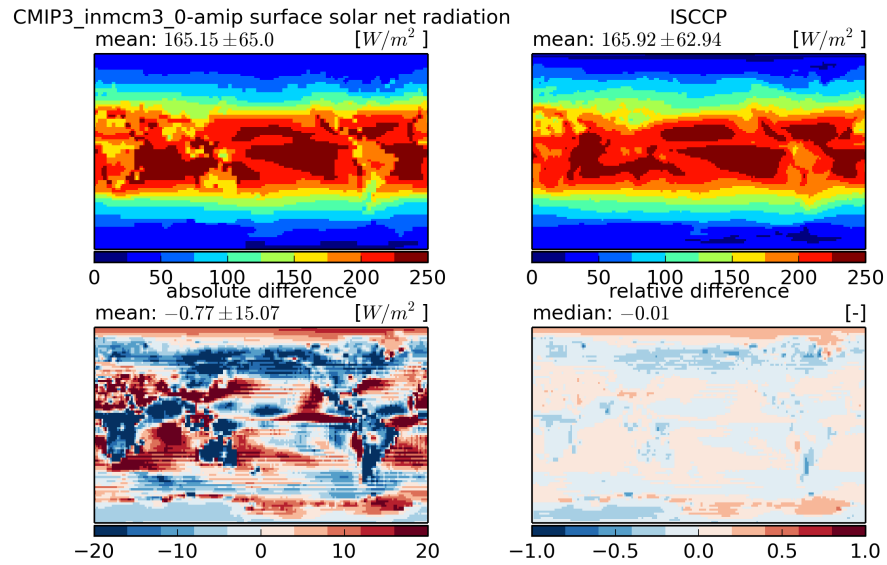 CMIP3_inmcm3_0-amip surface solar net radiation
mean: 165.15±65.0 [W/m² ]
0 50 100 150 200 250
ISCCP
mean: 165.92±62.94 [W/m² ]
0 50 100 150 200 250
absolute difference
mean: −0.77±15.07 [W/m² ]
−20 −10 0 10 20
relative difference
median: −0.01 [-]
−1.0 −0.5 0.0 0.5 1.0